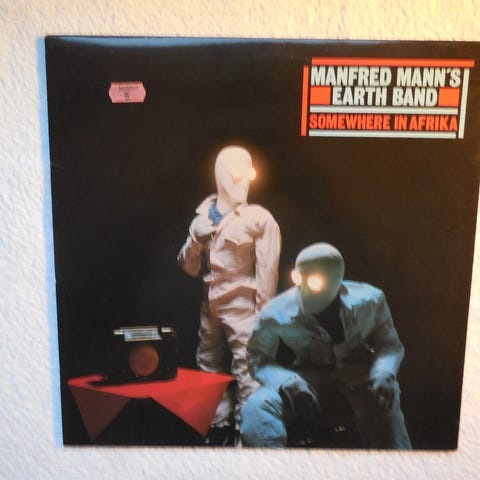 MANFRED MANN'S
EARTH BAND
SOMEWHERE IN AFRIKA